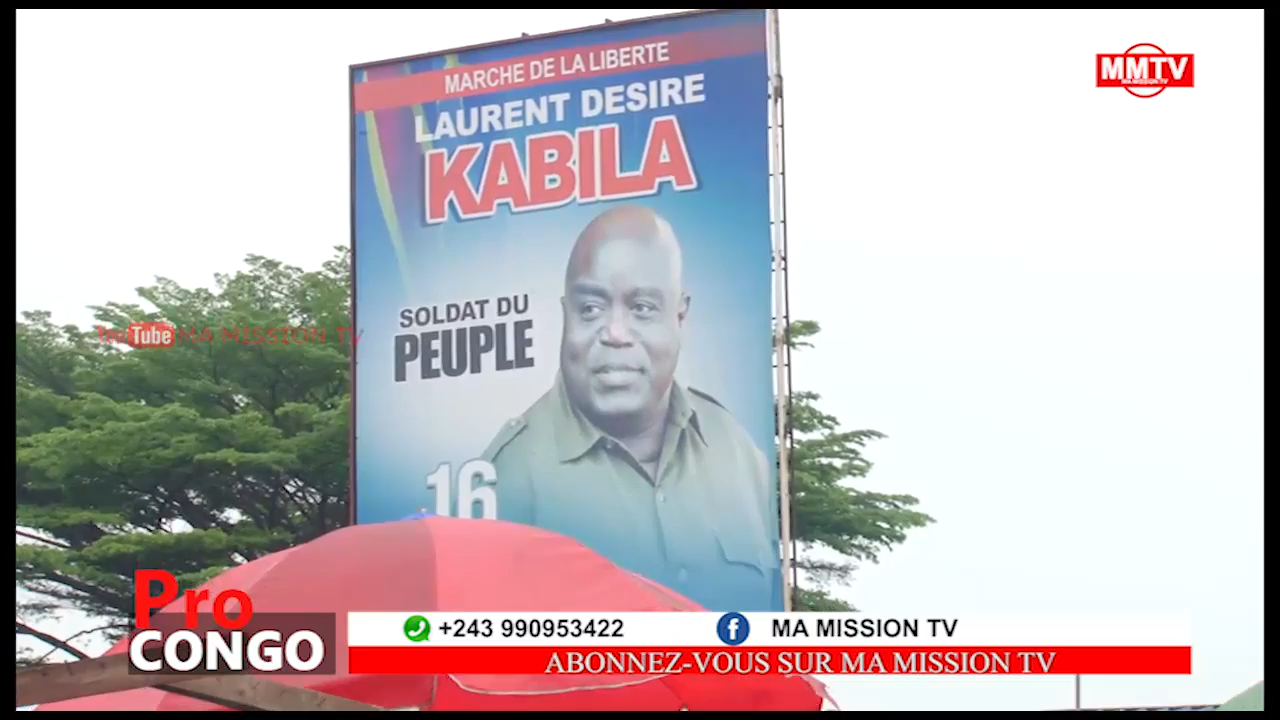 MARCHE DE LA LIBERTE
LAURENT DESIRE
KABILA
SOLDAT DU
PEUPLE
16
MMTV
MA MISSION TV
YouTube MA MISSION TV
Pro
CONGO
+243 990953422
MA MISSION TV
ABONNEZ-VOUS SUR MA MISSION TV